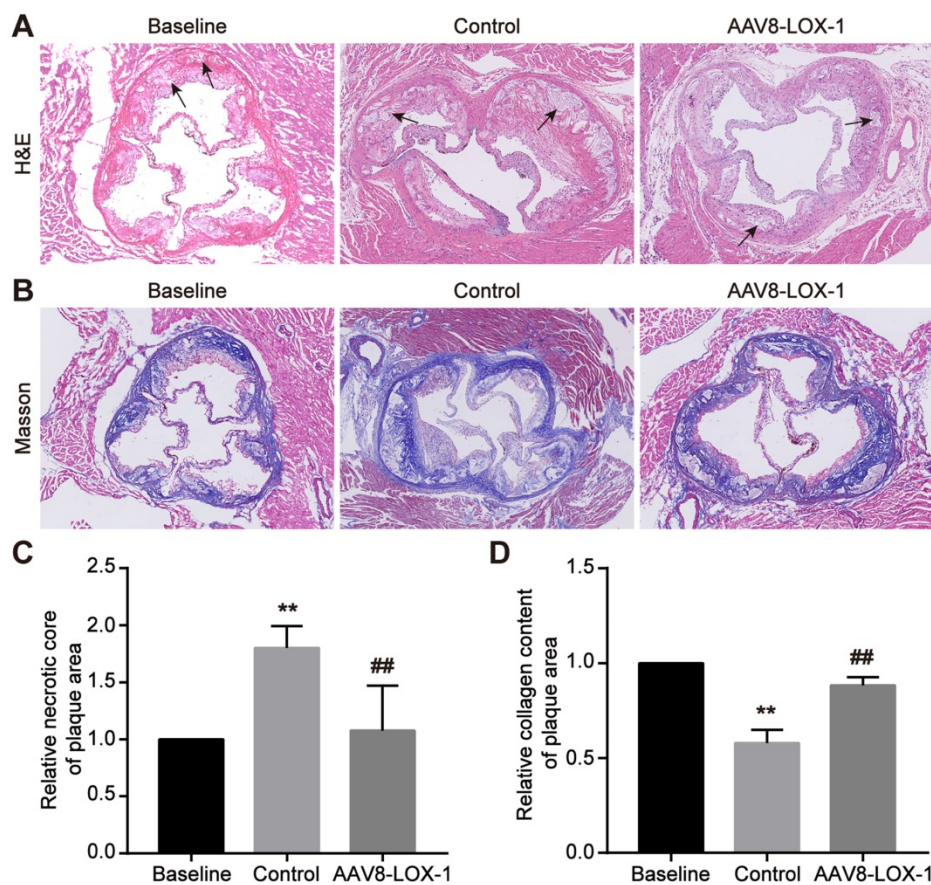 A
Baseline
Control
AAV8-LOX-1
H&E
B
Baseline
Control
AAV8-LOX-1
Masson
C
Relative necrotic core
of plaque area
2.5
2.0
1.5
1.0
0.5
0.0
**
##
Baseline
Control
AAV8-LOX-1
D
Relative collagen content
of plaque area
1.5
1.0
0.5
0.0
**
##
Baseline
Control
AAV8-LOX-1